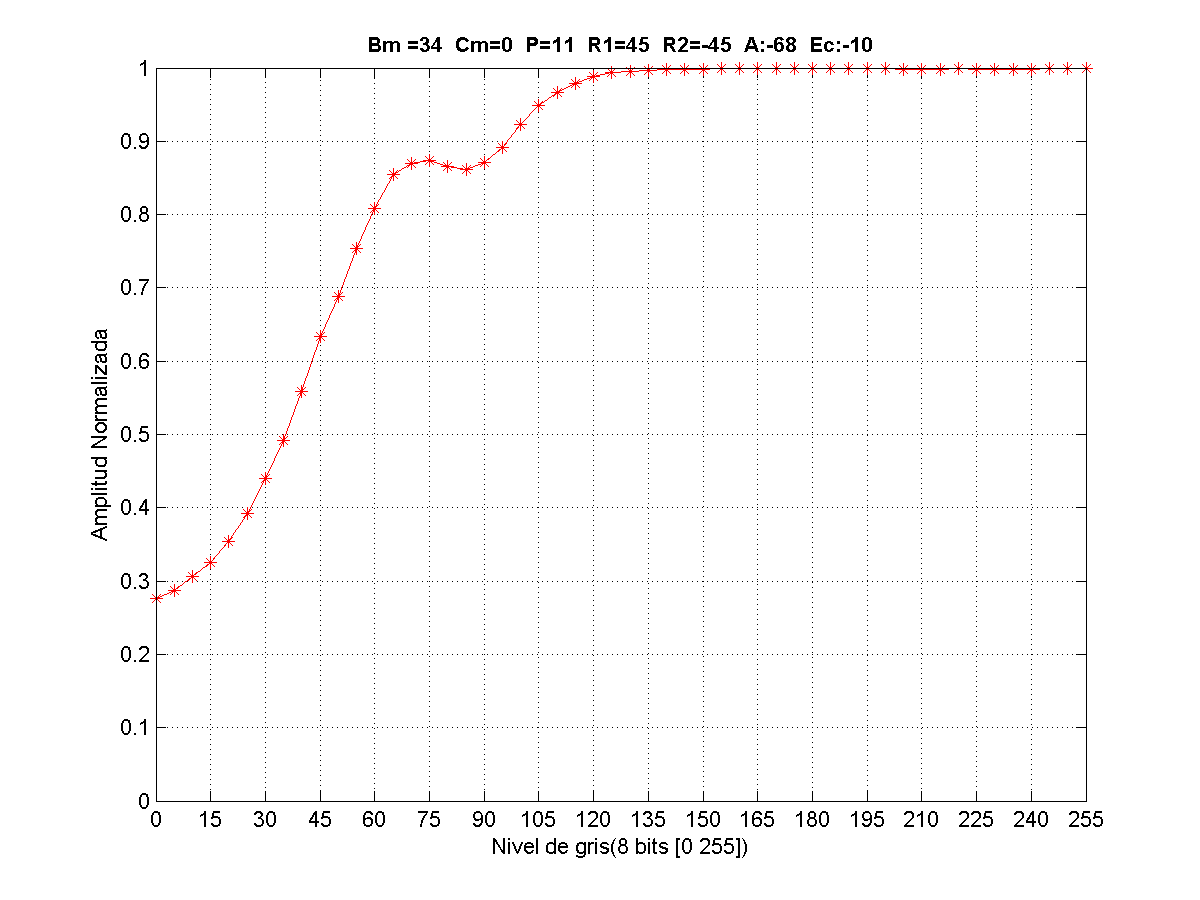 Bm =34  Cm=0  P=11  R1=45  R2=-45  A:-68  Ec:-10
1
0.9
0.8
0.7
0.6
0.5
0.4
0.3
0.2
0.1
0
Amplitud Normalizada
0 15 30 45 60 75 90 105 120 135 150 165 180 195 210 225 240 255
Nivel de gris(8 bits [0 255])